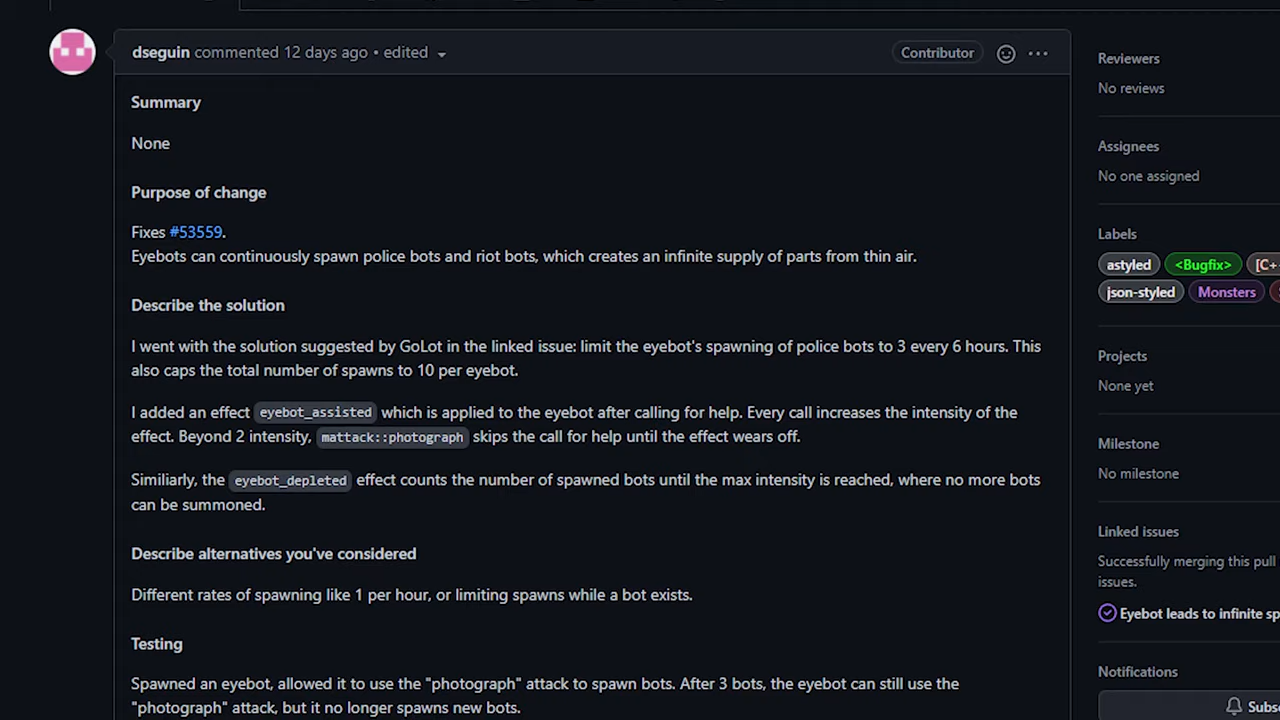 dseguin commented 12 days ago • edited
Contributor
Summary
None
Purpose of change
Fixes #53559.
Eyebots can continuously spawn police bots and riot bots, which creates an infinite supply of parts from thin air.
Describe the solution
I went with the solution suggested by GoLot in the linked issue: limit the eyebot's spawning of police bots to 3 every 6 hours. This
also caps the total number of spawns to 10 per eyebot.
I added an effect eyebot_assisted which is applied to the eyebot after calling for help. Every call increases the intensity of the
effect. Beyond 2 intensity, mattack::photograph skips the call for help until the effect wears off.
Similiarly, the eyebot_depleted effect counts the number of spawned bots until the max intensity is reached, where no more bots
can be summoned.
Describe alternatives you've considered
Different rates of spawning like 1 per hour, or limiting spawns while a bot exists.
Testing
Spawned an eyebot, allowed it to use the "photograph" attack to spawn bots. After 3 bots, the eyebot can still use the
"photograph" attack, but it no longer spawns new bots.
Reviewers
No reviews
Assignees
No one assigned
Labels
astyled <Bugfix> [C+
json-styled Monsters
Projects
None yet
Milestone
No milestone
Linked issues
Successfully merging this pull
issues.
Eyebot leads to infinite sp
Notifications
Subs